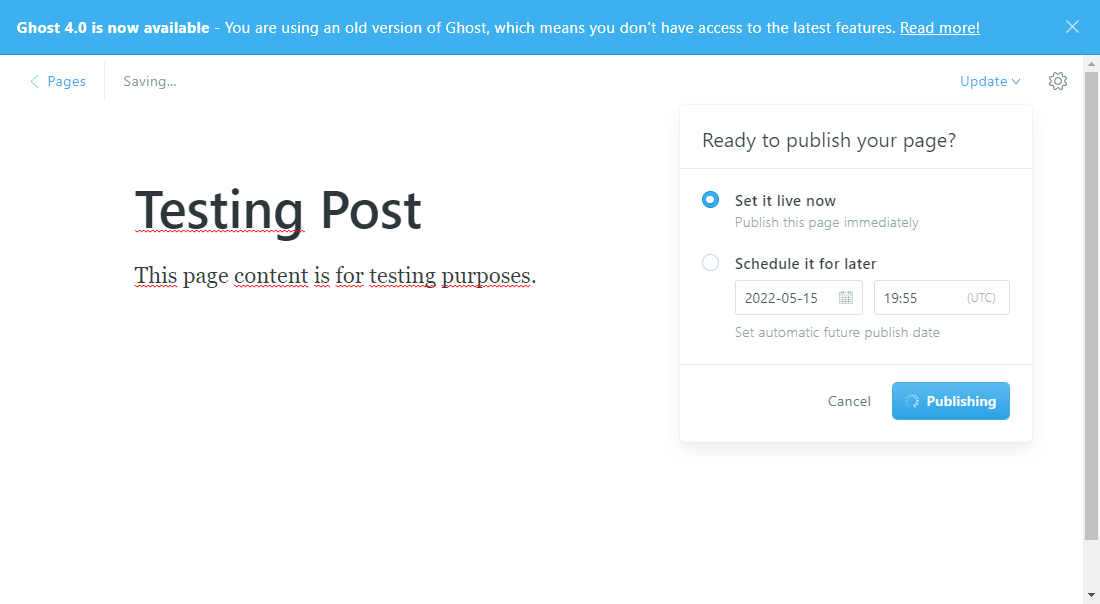 Ghost 4.0 is now available - You are using an old version of Ghost, which means you don't have access to the latest features. Read more!
Pages
Saving...
Update
Ready to publish your page?
Testing Post
Set it live now
Publish this page immediately
This page content is for testing purposes.
Schedule it for later
2022-05-15
19:55 (UTC)
Set automatic future publish date
Cancel
Publishing